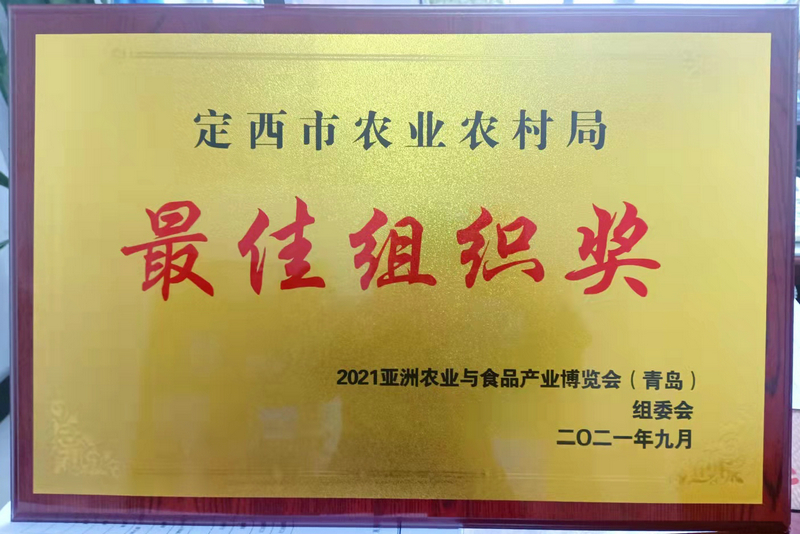 定西市农业农村局
最佳组织奖
2021亚洲农业与食品产业博览会（青岛）
组委会
二〇二一年九月